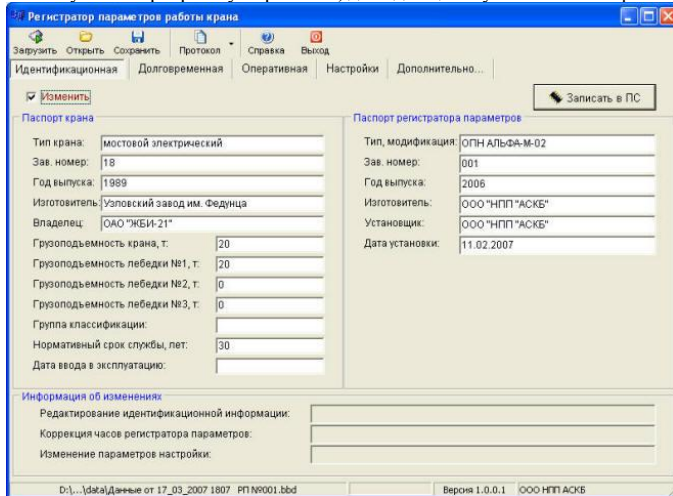 Регистратор параметров работы крана
Загрузить Открыть Сохранить Протокол Справка Выход
Идентификационная Долговременная Оперативная Настройки Дополнительно...
Изменить
Записать в ПС
Паспорт крана
Тип крана: мостовой электрический
Зав. номер: 18
Год выпуска: 1989
Изготовитель: Узловский завод им. Федунца
Владелец: ОАО "ЖБИ-21"
Грузоподъемность крана, т: 20
Грузоподъемность лебедки №1, т: 20
Грузоподъемность лебедки №2, т: 0
Грузоподъемность лебедки №3, т: 0
Группа классификации:
Нормативный срок службы, лет: 30
Дата ввода в эксплуатацию:
Паспорт регистратора параметров
Тип, модификация: ОПН АЛЬФА-М-02
Зав. номер: 001
Год выпуска: 2006
Изготовитель: ООО "НПП "АСКБ"
Установщик: ООО "НПП "АСКБ"
Дата установки: 11.02.2007
Информация об изменениях
Редактирование идентификационной информации:
Коррекция часов регистратора параметров:
Изменение параметров настройки:
D:\...\data\Данные от 17_03_2007 1807 РП №001.bbd Версия 1.0.0.1 ООО НПП АСКБ